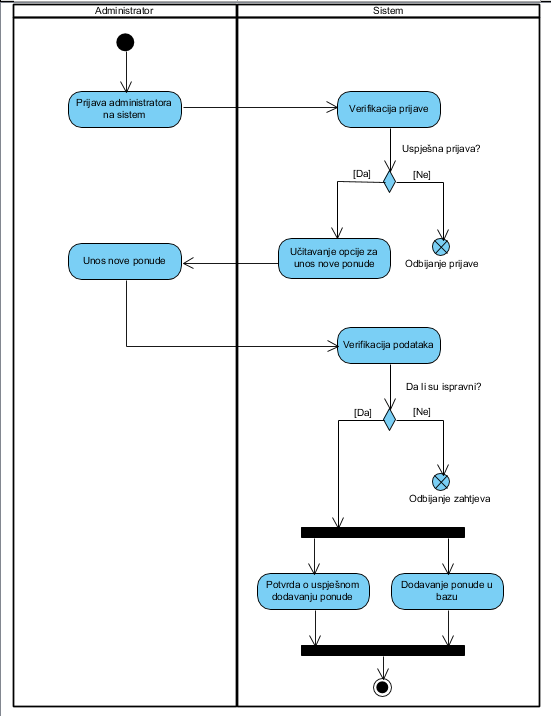 Administrator
Sistem
Prijava administratora
na sistem
Verifikacija prijave
Uspješna prijava?
[Da]
[Ne]
Unos nove ponude
Učitavanje opcije za
unos nove ponude
Odbijanje prijave
Verifikacija podataka
Da li su ispravni?
[Da]
[Ne]
Odbijanje zahtjeva
Potvrda o uspješnom
dodavanju ponude
Dodavanje ponude u
bazu